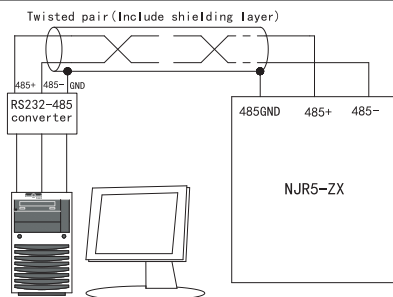 Twisted pair(Include shielding layer)
485+ 485- GND
RS232-485
converter
485GND 485+ 485-
NJR5-ZX